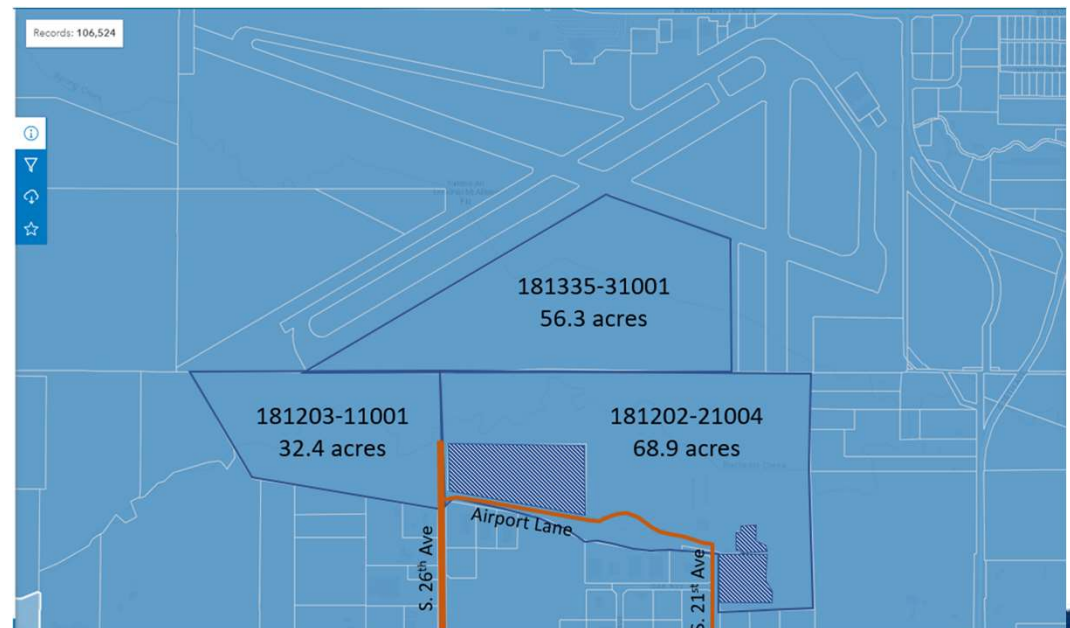 Records: 106,524
181335-31001
56.3 acres
181203-11001
32.4 acres
181202-21004
68.9 acres
Airport Lane
S. 26th Ave
S. 21st Ave